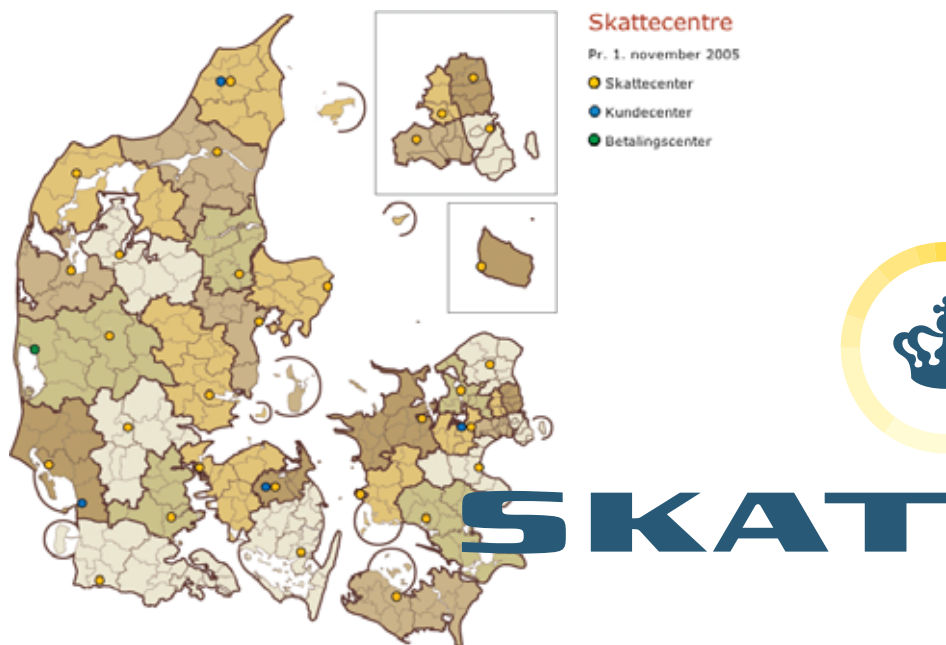 Skattecentre
Pr. 1. november 2005
Skattecenter
Kundecenter
Betalingscenter
SKAT